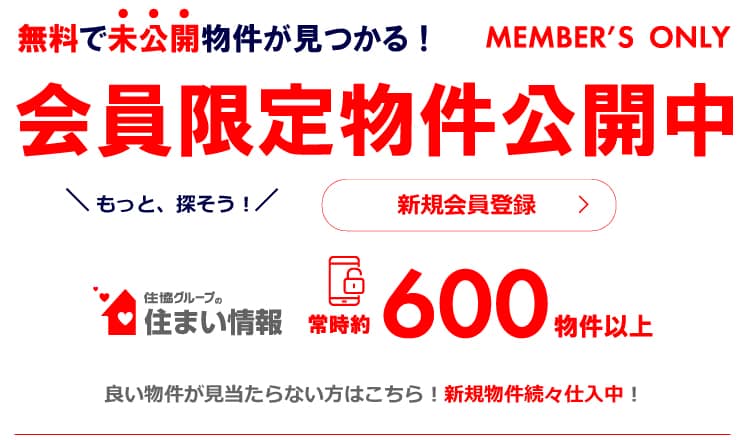 無料で未公開物件が見つかる！
MEMBER'S ONLY
会員限定物件公開中
＼もっと、探そう！／
新規会員登録
住協グループの
住まい情報
常時約600物件以上
良い物件が見当たらない方はこちら！新規物件続々仕入中！